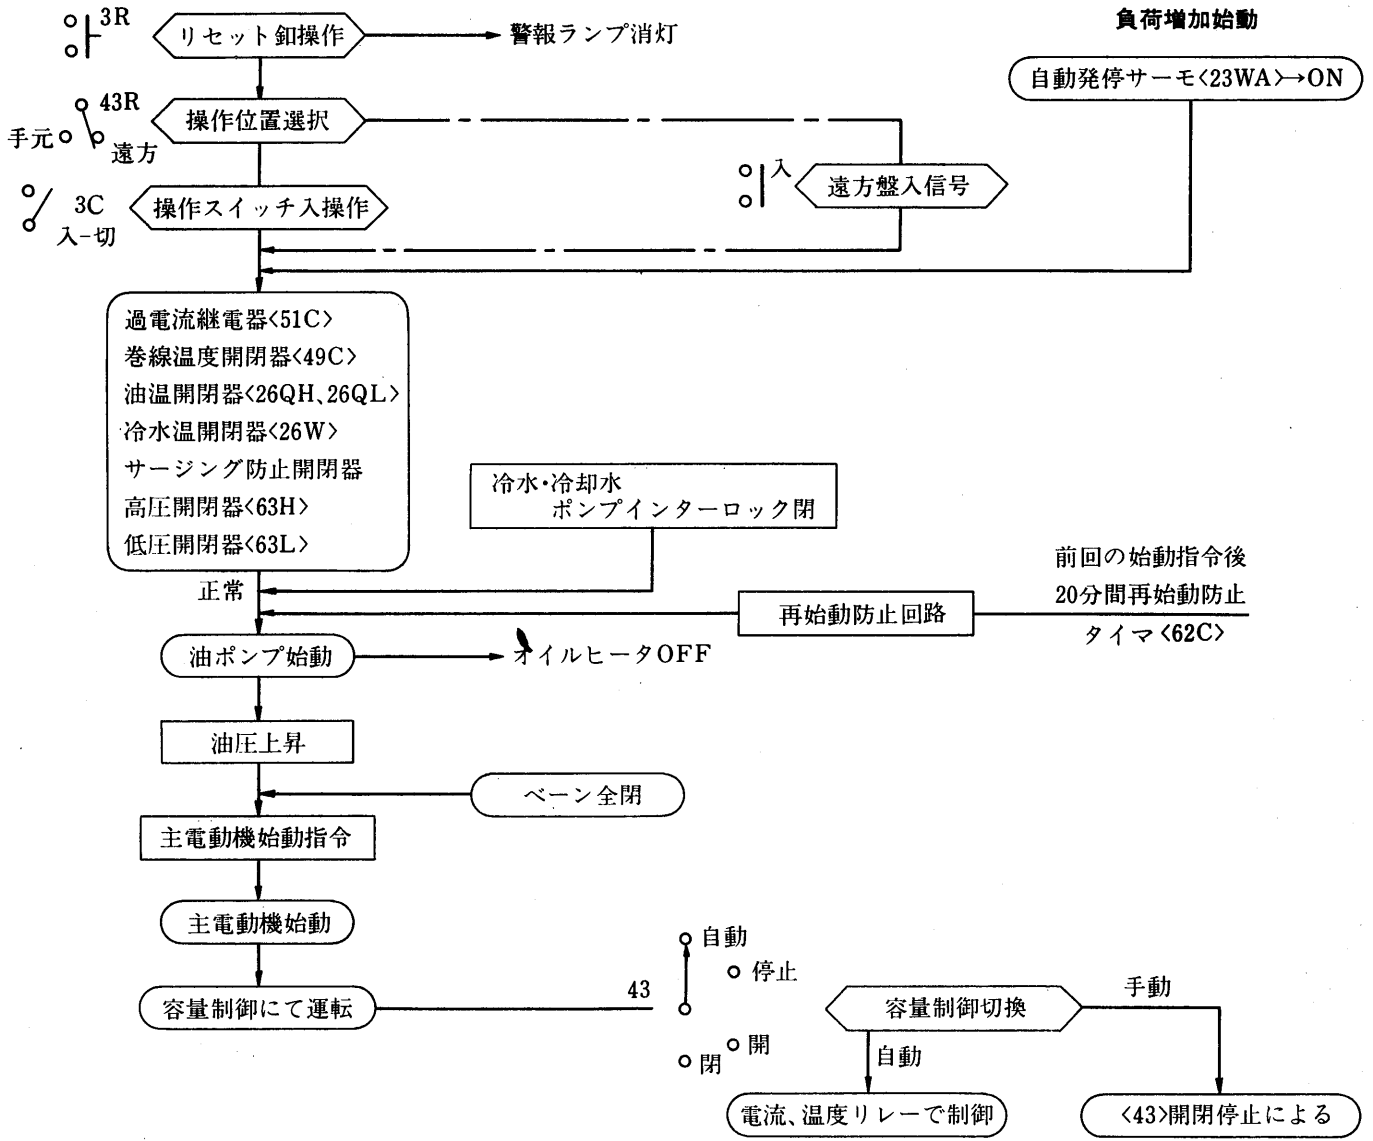 負荷増加始動
3R
リセット釦操作
警報ランプ消灯
自動発停サーモ<23WA>→ON
43R
手元
遠方
操作位置選択
入
遠方盤入信号
3C
入-切
操作スイッチ入操作
過電流継電器<51C>
巻線温度開閉器<49C>
油温開閉器<26QH、26QL>
冷水温開閉器<26W>
サージング防止開閉器
高圧開閉器<63H>
低圧開閉器<63L>
冷水・冷却水
ポンプインターロック閉
正常
前回の始動指令後
20分間再始動防止
タイマ<62C>
再始動防止回路
油ポンプ始動
オイルヒータOFF
油圧上昇
ベーン全閉
主電動機始動指令
主電動機始動
自動
停止
43
開
閉
容量制御にて運転
容量制御切換
手動
自動
電流、温度リレーで制御
<43>開閉停止による